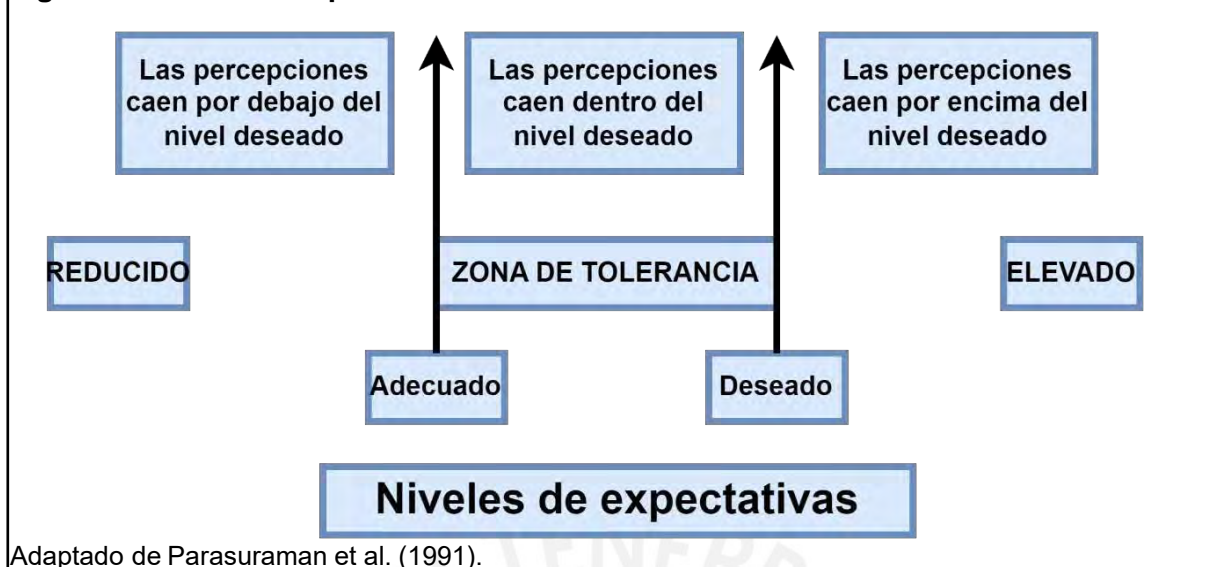 Las percepciones
caen por debajo del
nivel deseado
Las percepciones
caen dentro del
nivel deseado
Las percepciones
caen por encima del
nivel deseado
REDUCIDO
ZONA DE TOLERANCIA
ELEVADO
Adecuado
Deseado
Niveles de expectativas
Adaptado de Parasuraman et al. (1991).